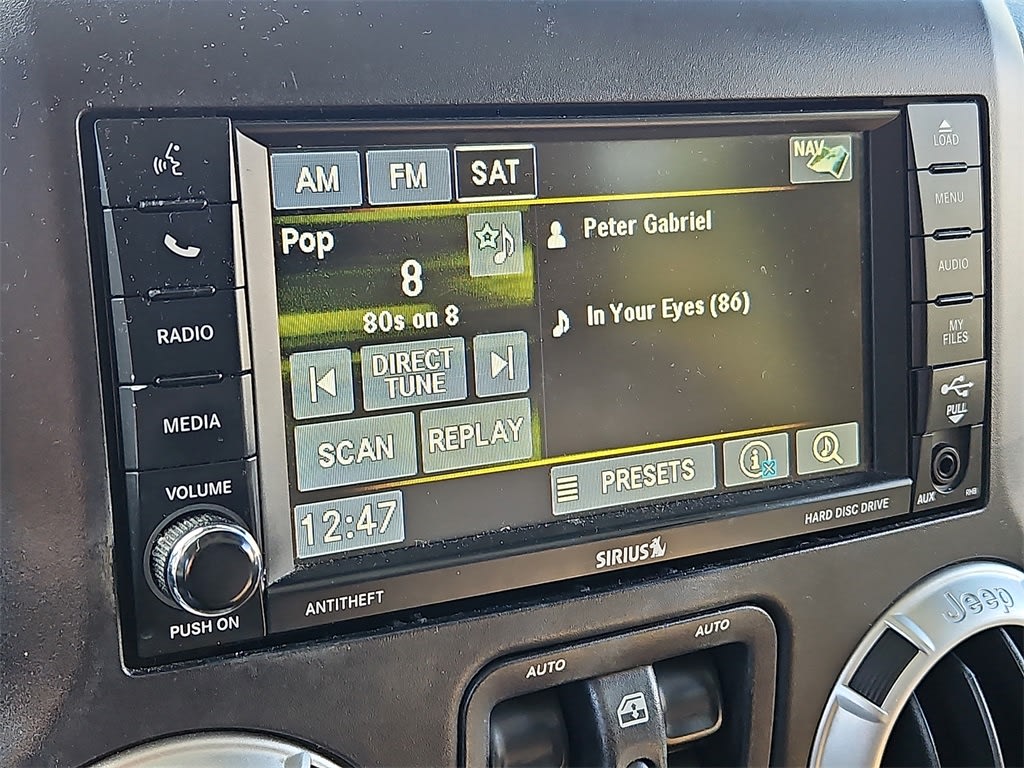 AM FM SAT NAV
LOAD
MENU
AUDIO
MY
FILES
PULL
AUX
RHB
RADIO
MEDIA
VOLUME
PUSH ON
Pop
8
80s on 8
DIRECT
TUNE
SCAN REPLAY
12:47
Peter Gabriel
In Your Eyes (86)
PRESETS
ANTITHEFT
SIRIUS
HARD DISC DRIVE
AUTO AUTO
Jeep